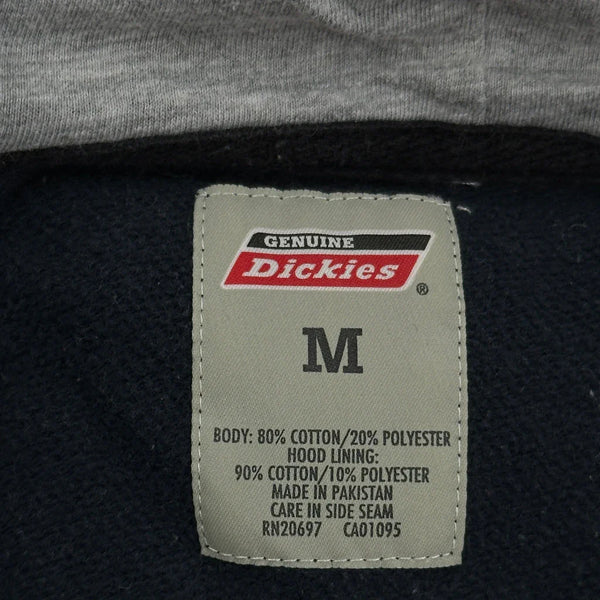 GENUINE
Dickies ®
M
BODY: 80% COTTON/20% POLYESTER
HOOD LINING:
90% COTTON/10% POLYESTER
MADE IN PAKISTAN
CARE IN SIDE SEAM
RN20697 CA01095